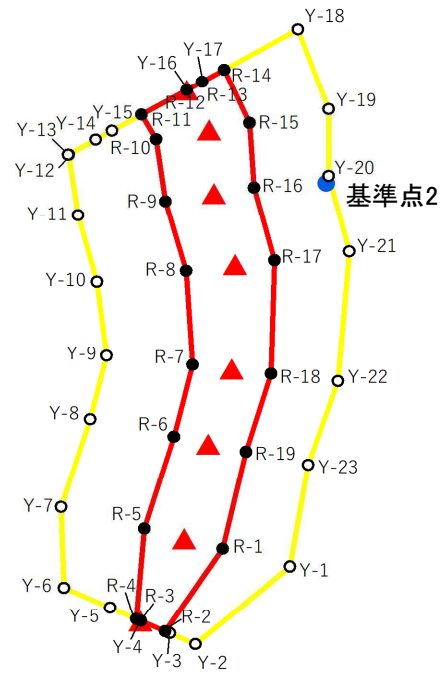 Y-18
Y-17
Y-16
R-14
R-12
R-13
Y-19
Y-15
R-11
Y-14
R-15
Y-13
R-10
Y-12
Y-20
R-16
基準点2
R-9
Y-11
Y-21
R-17
R-8
Y-10
Y-9
R-7
R-18
Y-22
Y-8
R-6
R-19
Y-23
Y-7
R-5
R-1
Y-1
Y-6
R-4
R-3
Y-5
R-2
Y-4
Y-3
Y-2